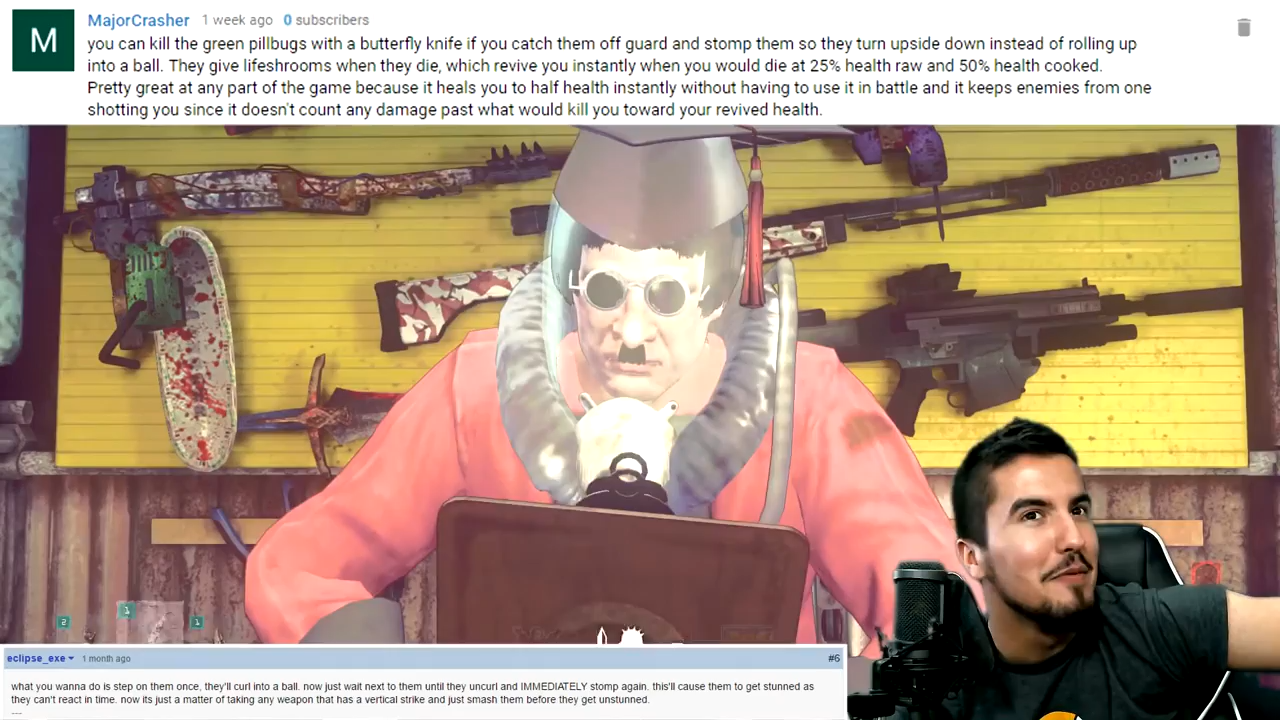 M
MajorCrasher 1 week ago 0 subscribers
you can kill the green pillbugs with a butterfly knife if you catch them off guard and stomp them so they turn upside down instead of rolling up
into a ball. They give lifeshrooms when they die, which revive you instantly when you would die at 25% health raw and 50% health cooked.
Pretty great at any part of the game because it heals you to half health instantly without having to use it in battle and it keeps enemies from one
shotting you since it doesn't count any damage past what would kill you toward your revived health.
2 1 1
eclipse_exe 1 month ago #6
what you wanna do is step on them once, they'll curl into a ball. now just wait next to them until they uncurl and IMMEDIATELY stomp again. this'll cause them to get stunned as
they can't react in time. now its just a matter of taking any weapon that has a vertical strike and just smash them before they get unstunned.
---